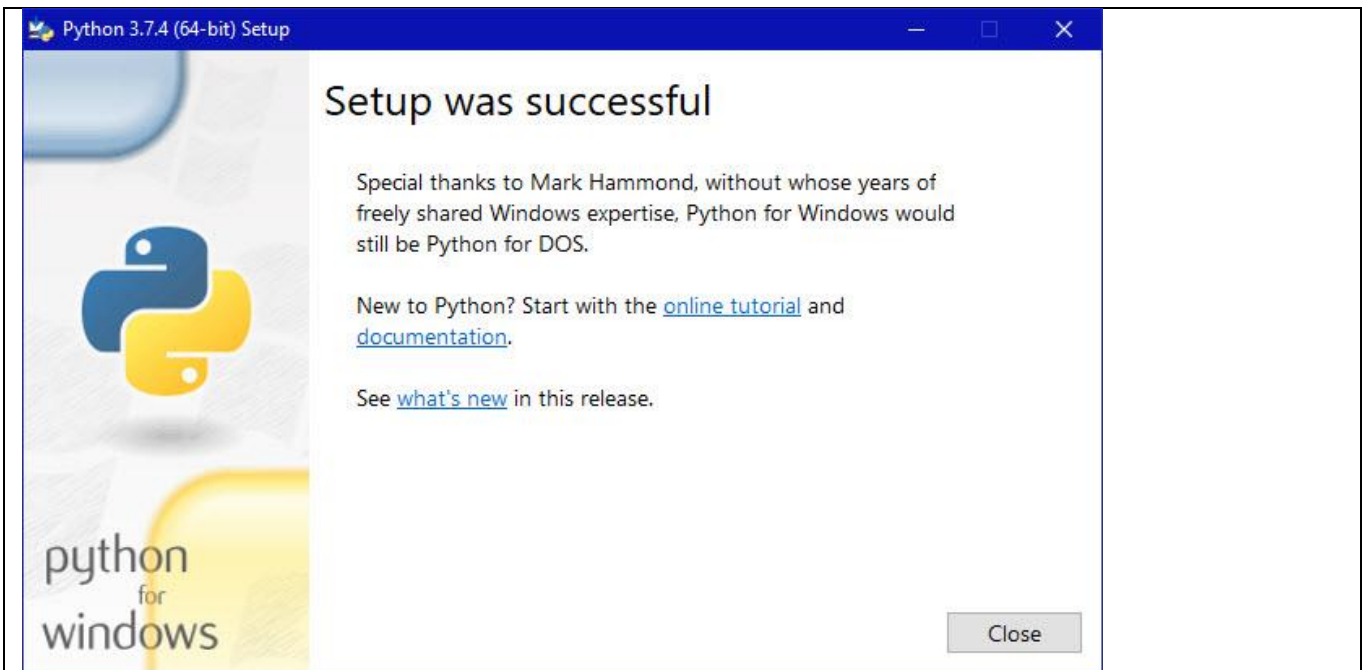 Python 3.7.4 (64-bit) Setup
Setup was successful
Special thanks to Mark Hammond, without whose years of
freely shared Windows expertise, Python for Windows would
still be Python for DOS.
New to Python? Start with the online tutorial and
documentation.
See what's new in this release.
python
for
windows
Close